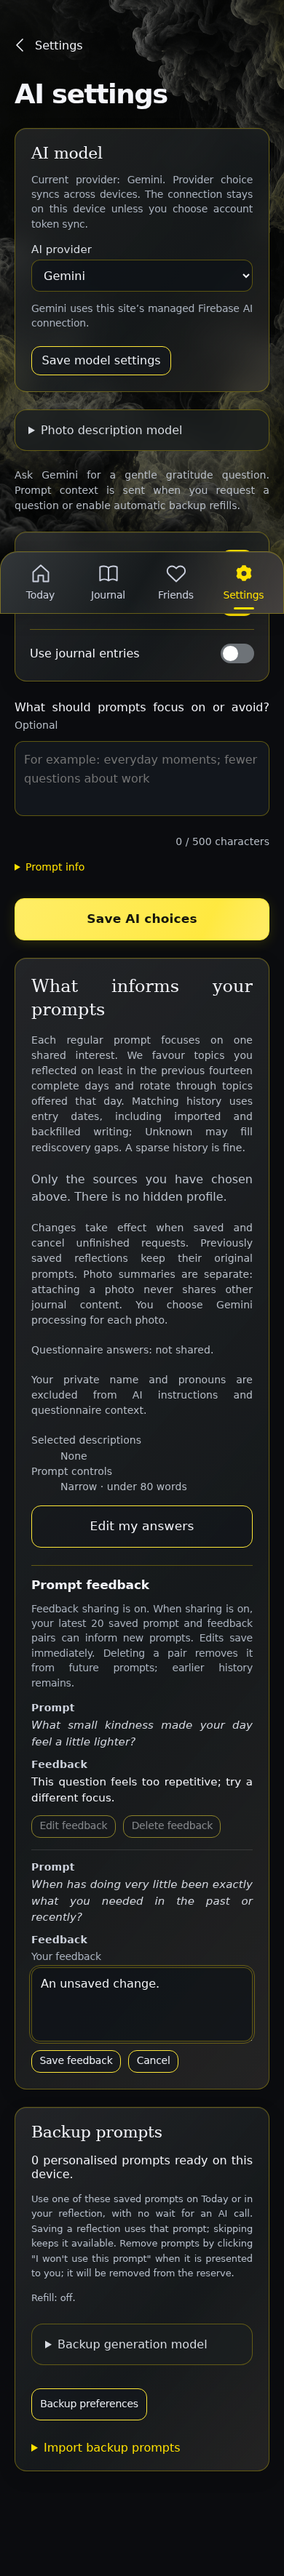 Settings
AI settings
AI model
Current provider: Gemini. Provider choice
syncs across devices. The connection stays
on this device unless you choose account
token sync.
AI provider
Gemini
Gemini uses this site's managed Firebase AI
connection.
Save model settings
Photo description model
Ask Gemini for a gentle gratitude question.
Prompt context is sent when you request a
question or enable automatic backup refills.
Today
Journal
Friends
Settings
Use journal entries
What should prompts focus on or avoid?
Optional
For example: everyday moments; fewer
questions about work
0 / 500 characters
Prompt info
Save AI choices
What informs your
prompts
Each regular prompt focuses on one
shared interest. We favour topics you
reflected on least in the previous fourteen
complete days and rotate through topics
offered that day. Matching history uses
entry dates, including imported and
backfilled writing; Unknown may fill
rediscovery gaps. A sparse history is fine.
Only the sources you have chosen
above. There is no hidden profile.
Changes take effect when saved and
cancel unfinished requests. Previously
saved reflections keep their original
prompts. Photo summaries are separate:
attaching a photo never shares other
journal content. You choose Gemini
processing for each photo.
Questionnaire answers: not shared.
Your private name and pronouns are
excluded from AI instructions and
questionnaire context.
Selected descriptions
None
Prompt controls
Narrow · under 80 words
Edit my answers
Prompt feedback
Feedback sharing is on. When sharing is on,
your latest 20 saved prompt and feedback
pairs can inform new prompts. Edits save
immediately. Deleting a pair removes it
from future prompts; earlier history
remains.
Prompt
What small kindness made your day
feel a little lighter?
Feedback
This question feels too repetitive; try a
different focus.
Edit feedback
Delete feedback
Prompt
When has doing very little been exactly
what you needed in the past or
recently?
Feedback
Your feedback
An unsaved change.
Save feedback
Cancel
Backup prompts
0 personalised prompts ready on this
device.
Use one of these saved prompts on Today or in
your reflection, with no wait for an AI call.
Saving a reflection uses that prompt; skipping
keeps it available. Remove prompts by clicking
"I won't use this prompt" when it is presented
to you; it will be removed from the reserve.
Refill: off.
Backup generation model
Backup preferences
Import backup prompts